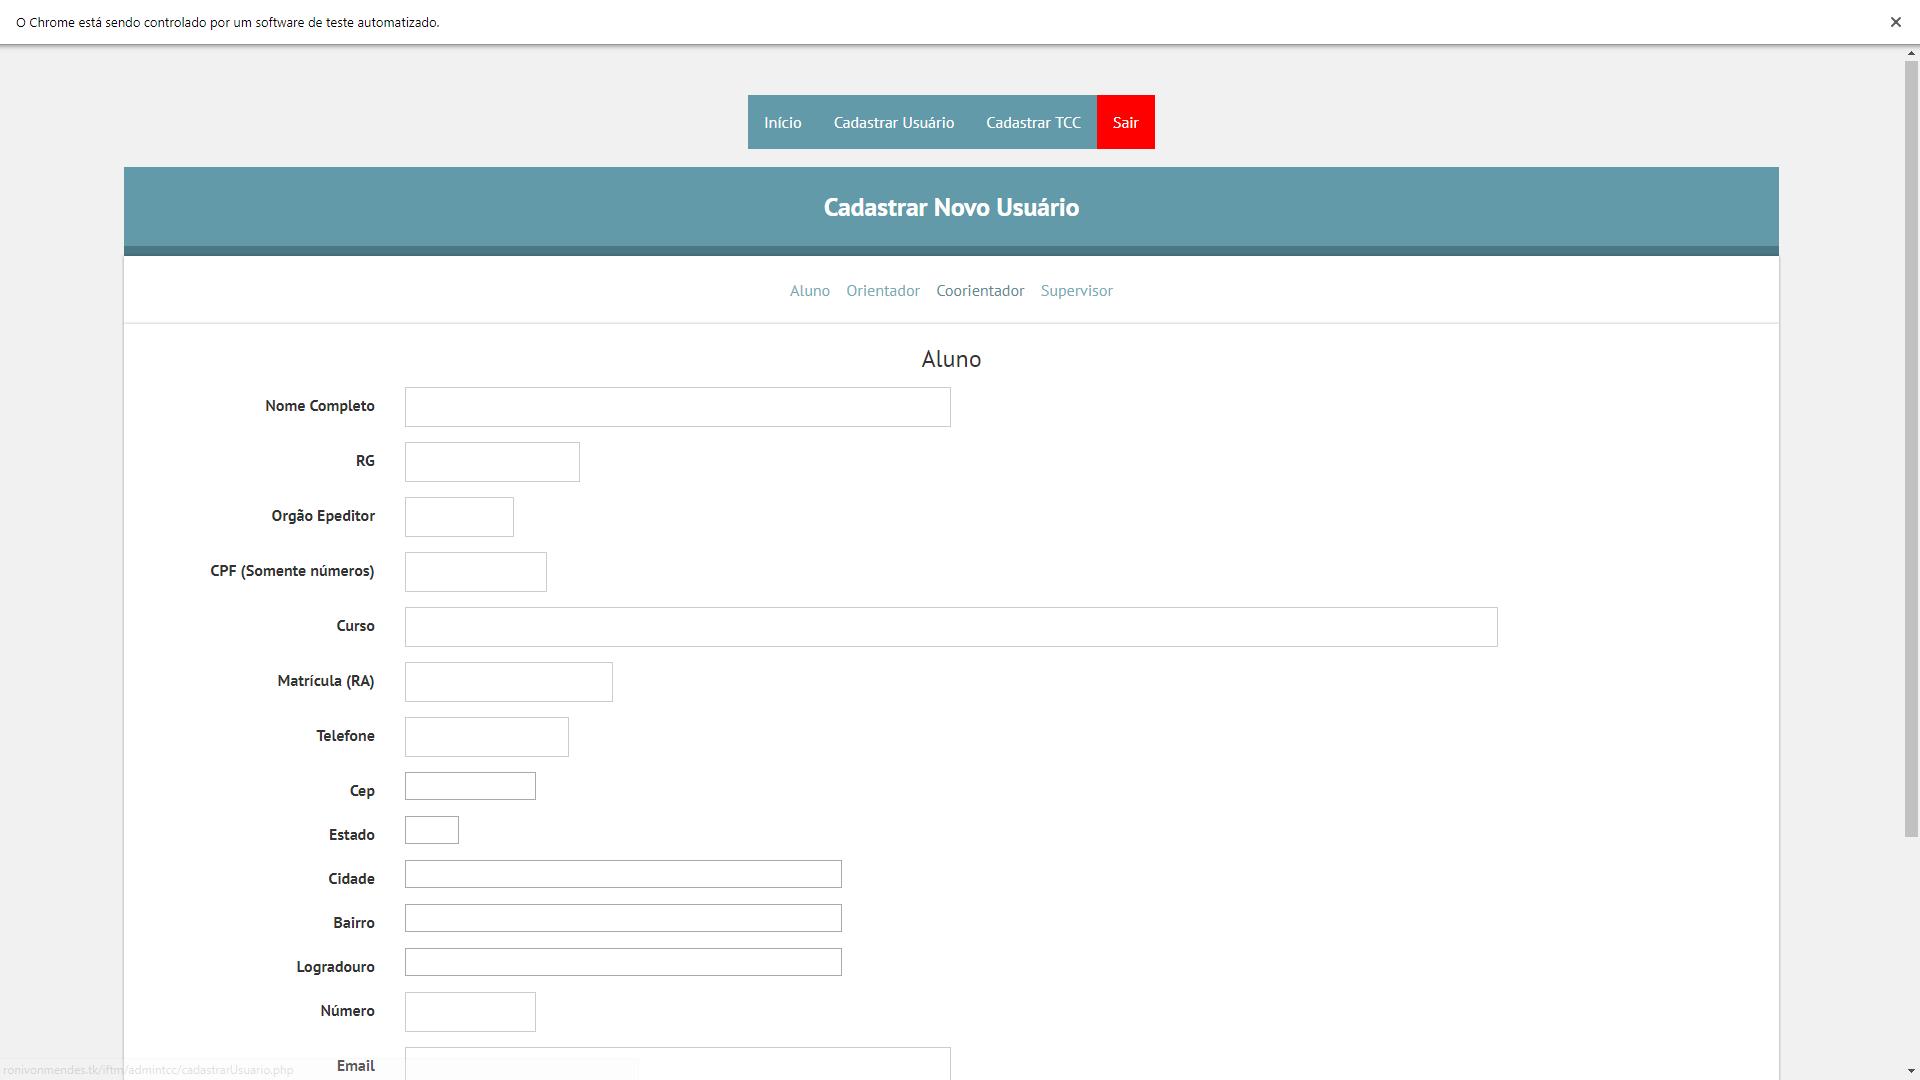 O Chrome está sendo controlado por um software de teste automatizado.
Início Cadastrar Usuário Cadastrar TCC Sair
Cadastrar Novo Usuário
Aluno Orientador Coorientador Supervisor
Aluno
Nome Completo
RG
Orgão Epeditor
CPF (Somente números)
Curso
Matrícula (RA)
Telefone
Cep
Estado
Cidade
Bairro
Logradouro
Número
Email
ronivonmendes.tk/iftm/admintcc/cadastrarUsuario.php